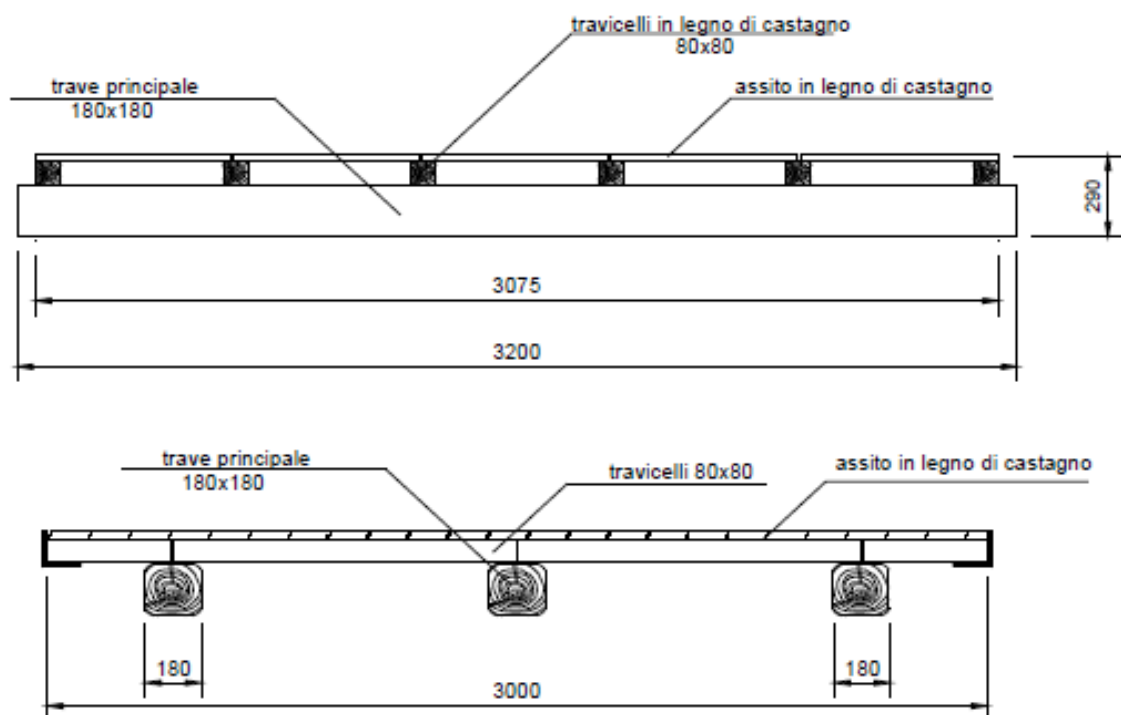 travicelli in legno di castagno
80x80
trave principale
180x180
assito in legno di castagno
290
3075
3200
trave principale
180x180
travicelli 80x80
assito in legno di castagno
180
180
3000